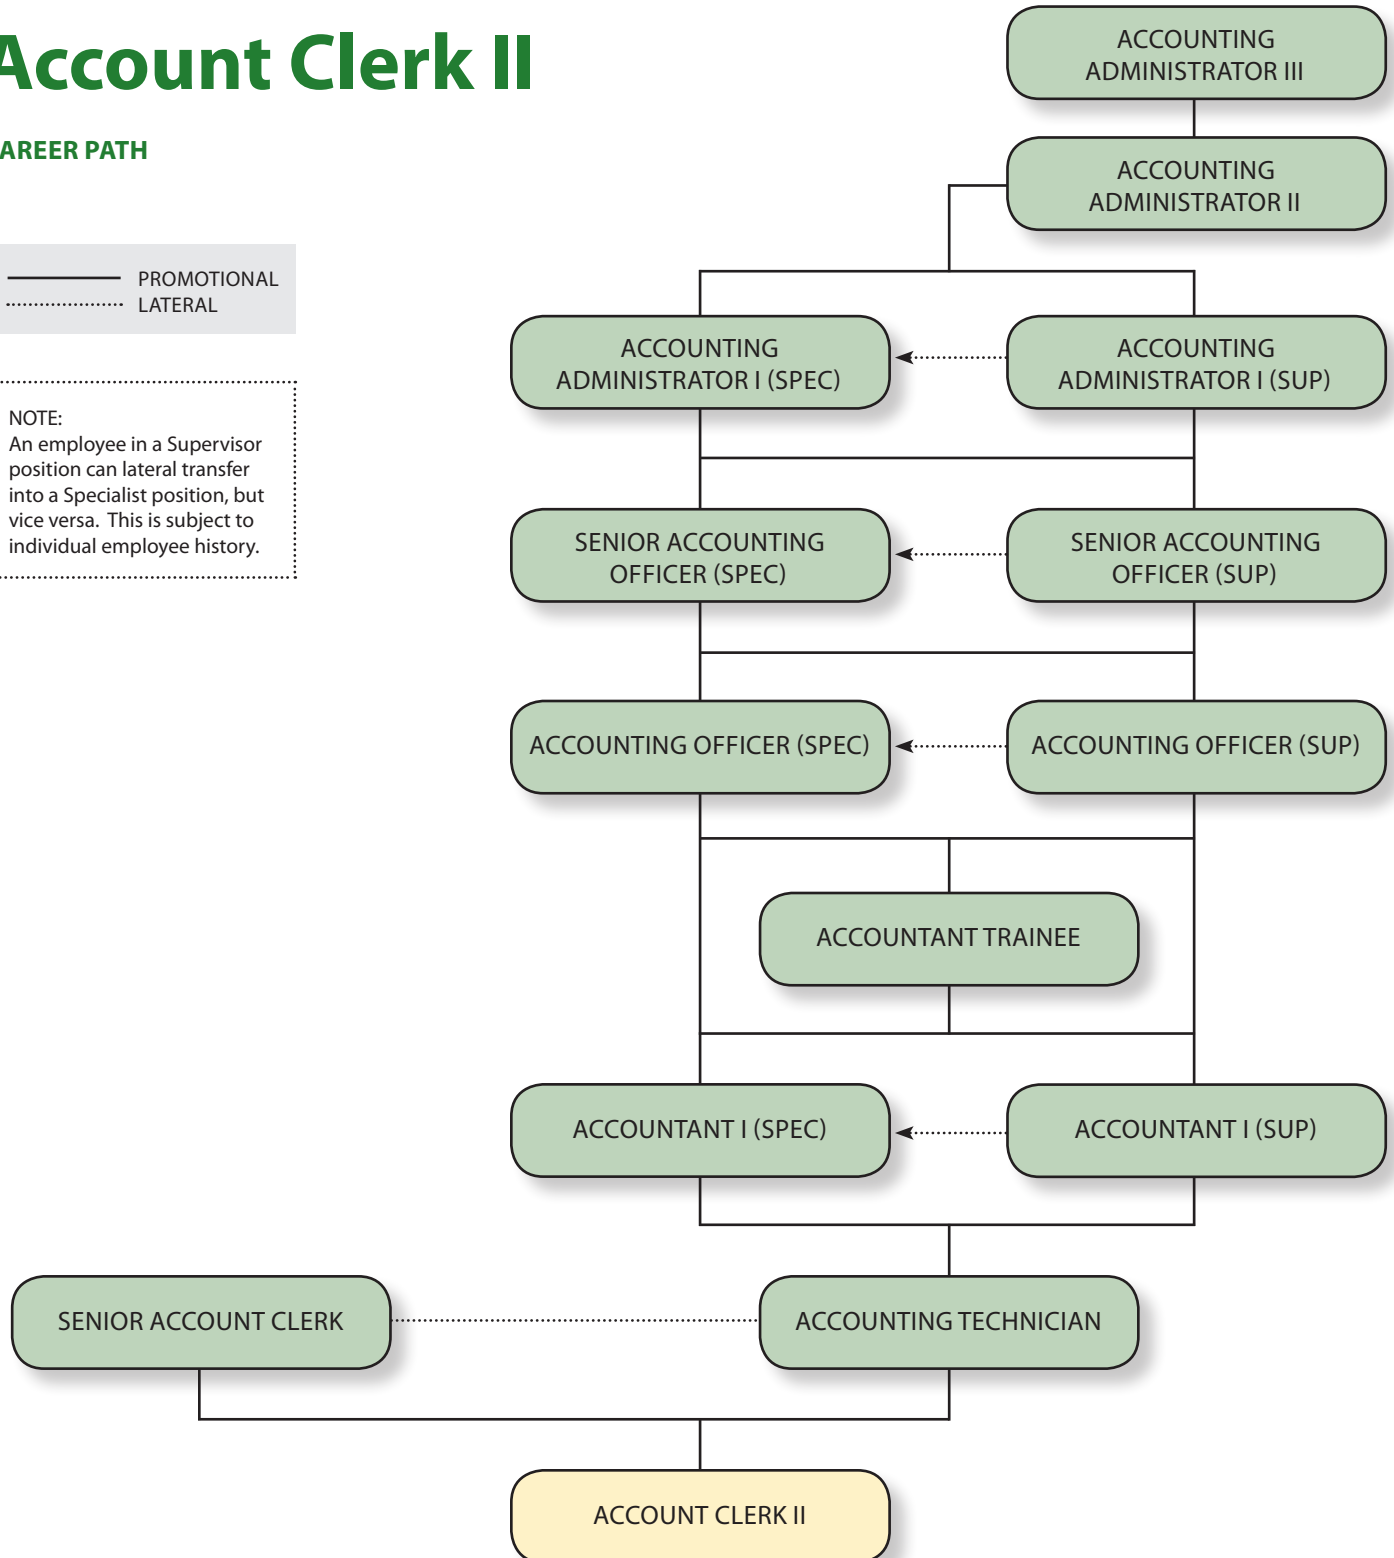 Account Clerk II
AREER PATH
PROMOTIONAL
LATERAL
NOTE:
An employee in a Supervisor
position can lateral transfer
into a Specialist position, but
vice versa. This is subject to
individual employee history.
ACCOUNTING
ADMINISTRATOR III
ACCOUNTING
ADMINISTRATOR II
ACCOUNTING
ADMINISTRATOR I (SPEC)
ACCOUNTING
ADMINISTRATOR I (SUP)
SENIOR ACCOUNTING
OFFICER (SPEC)
SENIOR ACCOUNTING
OFFICER (SUP)
ACCOUNTING OFFICER (SPEC)
ACCOUNTING OFFICER (SUP)
ACCOUNTANT TRAINEE
ACCOUNTANT I (SPEC)
ACCOUNTANT I (SUP)
SENIOR ACCOUNT CLERK
ACCOUNTING TECHNICIAN
ACCOUNT CLERK II